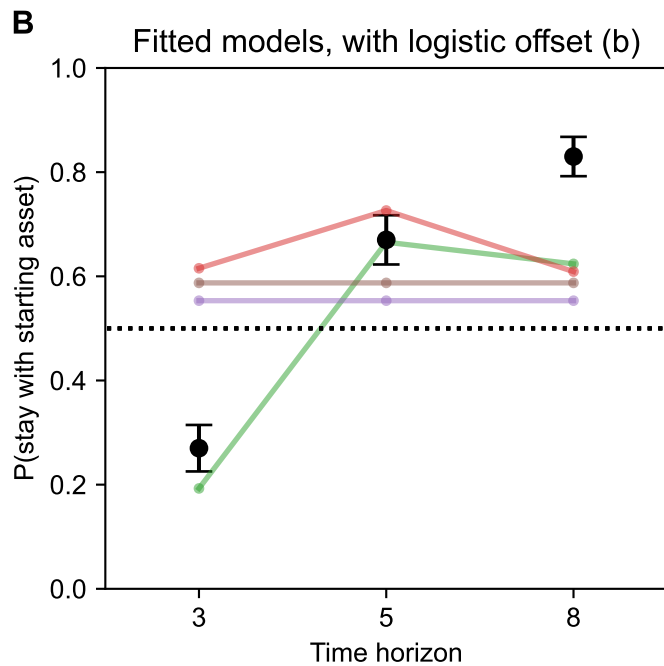 B
Fitted models, with logistic offset (b)
P(stay with starting asset)
1.0
0.8
0.6
0.4
0.2
0.0
3 5 8
Time horizon